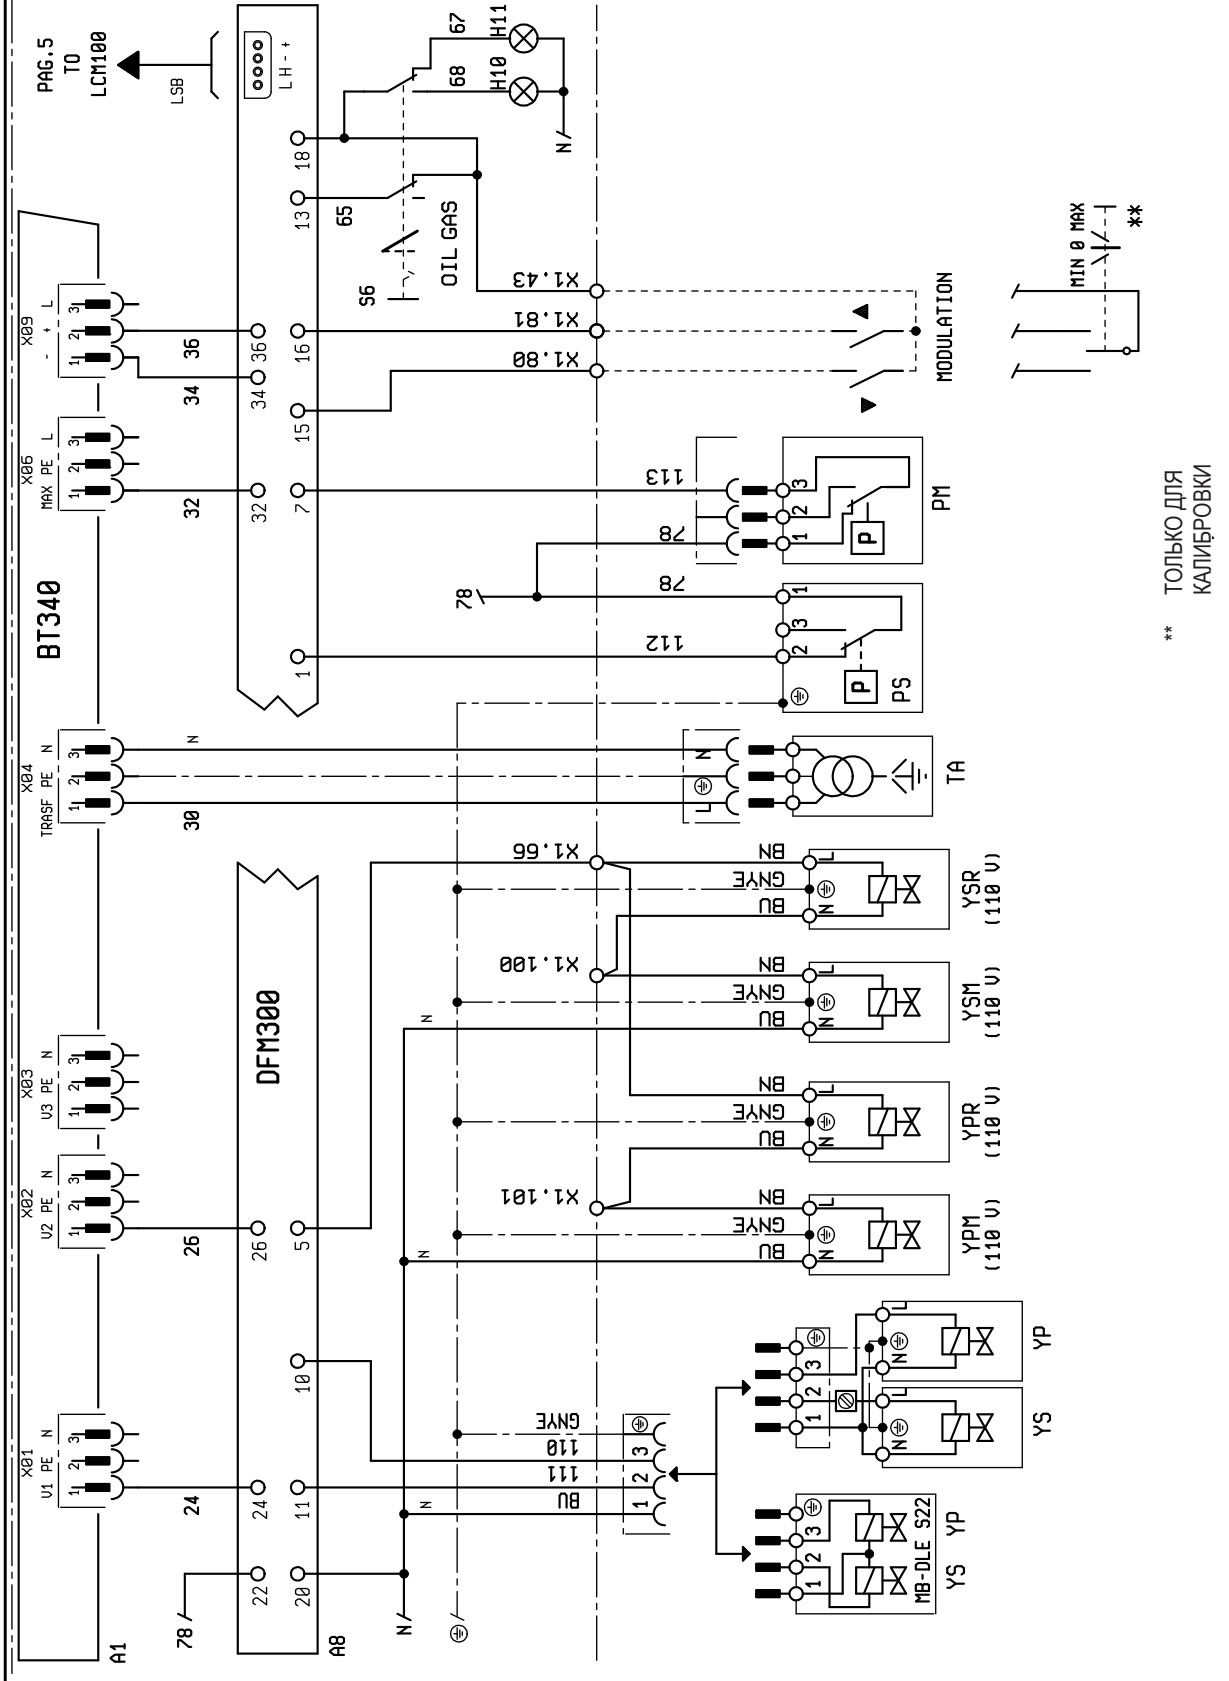 PAG.5
TO
LCM100
LSB
L H - +
67
H11
68
H10
N
18
13
65
S6
OIL GAS
BT340
X09
- + L
1 2 3
36
34
36
34
16
15
X1.43
X1.81
X1.80
MODULATION
MIN 0 MAX
**
X06
MAX PE L
1 2 3
32
32
7
113
78
3
2
1
P
PM
78
78
112
1
1
3
2
P
PS
X04
TRASF PE N
1 2 3
N
30
N
L
TA
DFM300
X1.66
BN
GNYE
BU
L
N
YSR
(110 V)
X1.100
BN
GNYE
BU
L
N
YSM
(110 V)
N
X03
V3 PE N
1 2 3
BN
GNYE
BU
L
N
YPR
(110 V)
X02
V2 PE N
1 2 3
26
26
5
X1.101
BN
GNYE
BU
L
N
YPM
(110 V)
N
10
X01
V1 PE N
1 2 3
24
24
11
GNYE
110
111
BU
3
2
1
N
3
2
1
L
N
YP
L
N
YS
3
2
1
MB-DLE S22
YS YP
78
22
20
N
A1
A8
** ТОЛЬКО ДЛЯ
КАЛИБРОВКИ